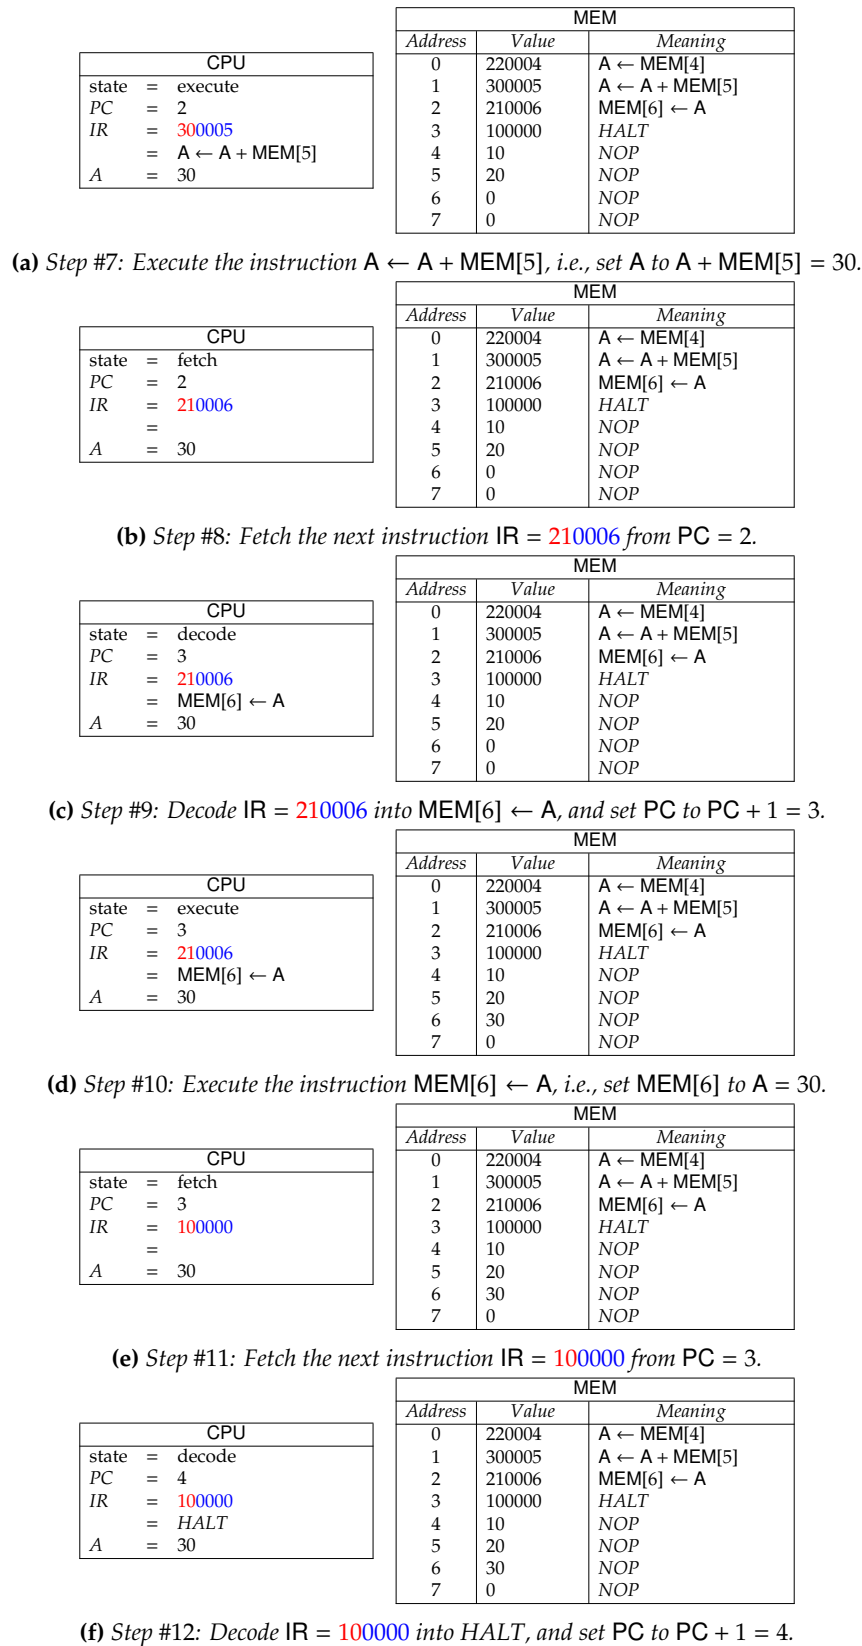 MEM
Address Value Meaning
CPU
0 220004 A ← MEM[4]
state = execute
1 300005 A ← A + MEM[5]
PC = 2
2 210006 MEM[6] ← A
IR = 300005
3 100000 HALT
= A ← A + MEM[5]
4 10 NOP
A = 30
5 20 NOP
6 0 NOP
7 0 NOP
(a) Step #7: Execute the instruction A ← A + MEM[5], i.e., set A to A + MEM[5] = 30.
MEM
Address Value Meaning
CPU
0 220004 A ← MEM[4]
state = fetch
1 300005 A ← A + MEM[5]
PC = 2
2 210006 MEM[6] ← A
IR = 210006
3 100000 HALT
=
4 10 NOP
A = 30
5 20 NOP
6 0 NOP
7 0 NOP
(b) Step #8: Fetch the next instruction IR = 210006 from PC = 2.
MEM
Address Value Meaning
CPU
0 220004 A ← MEM[4]
state = decode
1 300005 A ← A + MEM[5]
PC = 3
2 210006 MEM[6] ← A
IR = 210006
3 100000 HALT
= MEM[6] ← A
4 10 NOP
A = 30
5 20 NOP
6 0 NOP
7 0 NOP
(c) Step #9: Decode IR = 210006 into MEM[6] ← A, and set PC to PC + 1 = 3.
MEM
Address Value Meaning
CPU
0 220004 A ← MEM[4]
state = execute
1 300005 A ← A + MEM[5]
PC = 3
2 210006 MEM[6] ← A
IR = 210006
3 100000 HALT
= MEM[6] ← A
4 10 NOP
A = 30
5 20 NOP
6 30 NOP
7 0 NOP
(d) Step #10: Execute the instruction MEM[6] ← A, i.e., set MEM[6] to A = 30.
MEM
Address Value Meaning
CPU
0 220004 A ← MEM[4]
state = fetch
1 300005 A ← A + MEM[5]
PC = 3
2 210006 MEM[6] ← A
IR = 100000
3 100000 HALT
=
4 10 NOP
A = 30
5 20 NOP
6 30 NOP
7 0 NOP
(e) Step #11: Fetch the next instruction IR = 100000 from PC = 3.
MEM
Address Value Meaning
CPU
0 220004 A ← MEM[4]
state = decode
1 300005 A ← A + MEM[5]
PC = 4
2 210006 MEM[6] ← A
IR = 100000
3 100000 HALT
= HALT
4 10 NOP
A = 30
5 20 NOP
6 30 NOP
7 0 NOP
(f) Step #12: Decode IR = 100000 into HALT, and set PC to PC + 1 = 4.